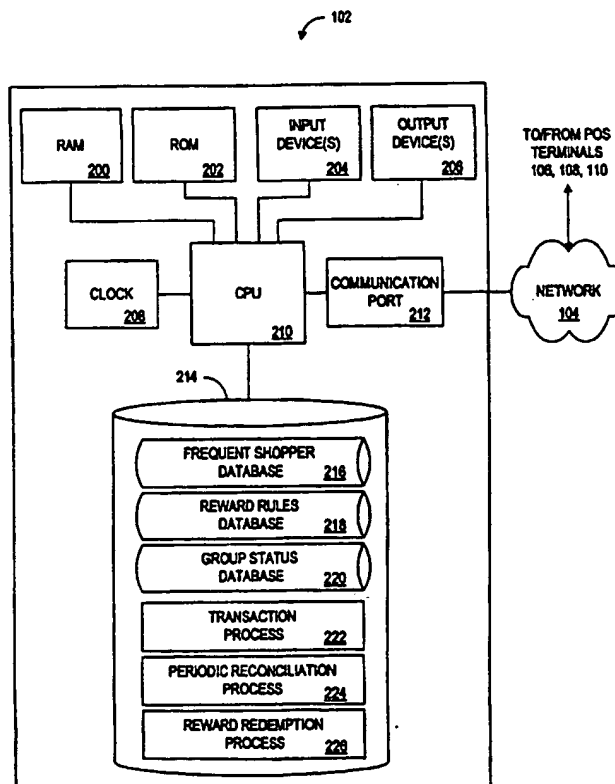 102
RAM
200
ROM
202
INPUT
DEVICE(S)
204
OUTPUT
DEVICE(S)
206
TO/FROM POS
TERMINALS
106, 108, 110
CLOCK
208
CPU
210
COMMUNICATION
PORT
212
NETWORK
104
214
FREQUENT SHOPPER
DATABASE
216
REWARD RULES
DATABASE
218
GROUP STATUS
DATABASE
220
TRANSACTION
PROCESS
222
PERIODIC RECONCILIATION
PROCESS
224
REWARD REDEMPTION
PROCESS
226